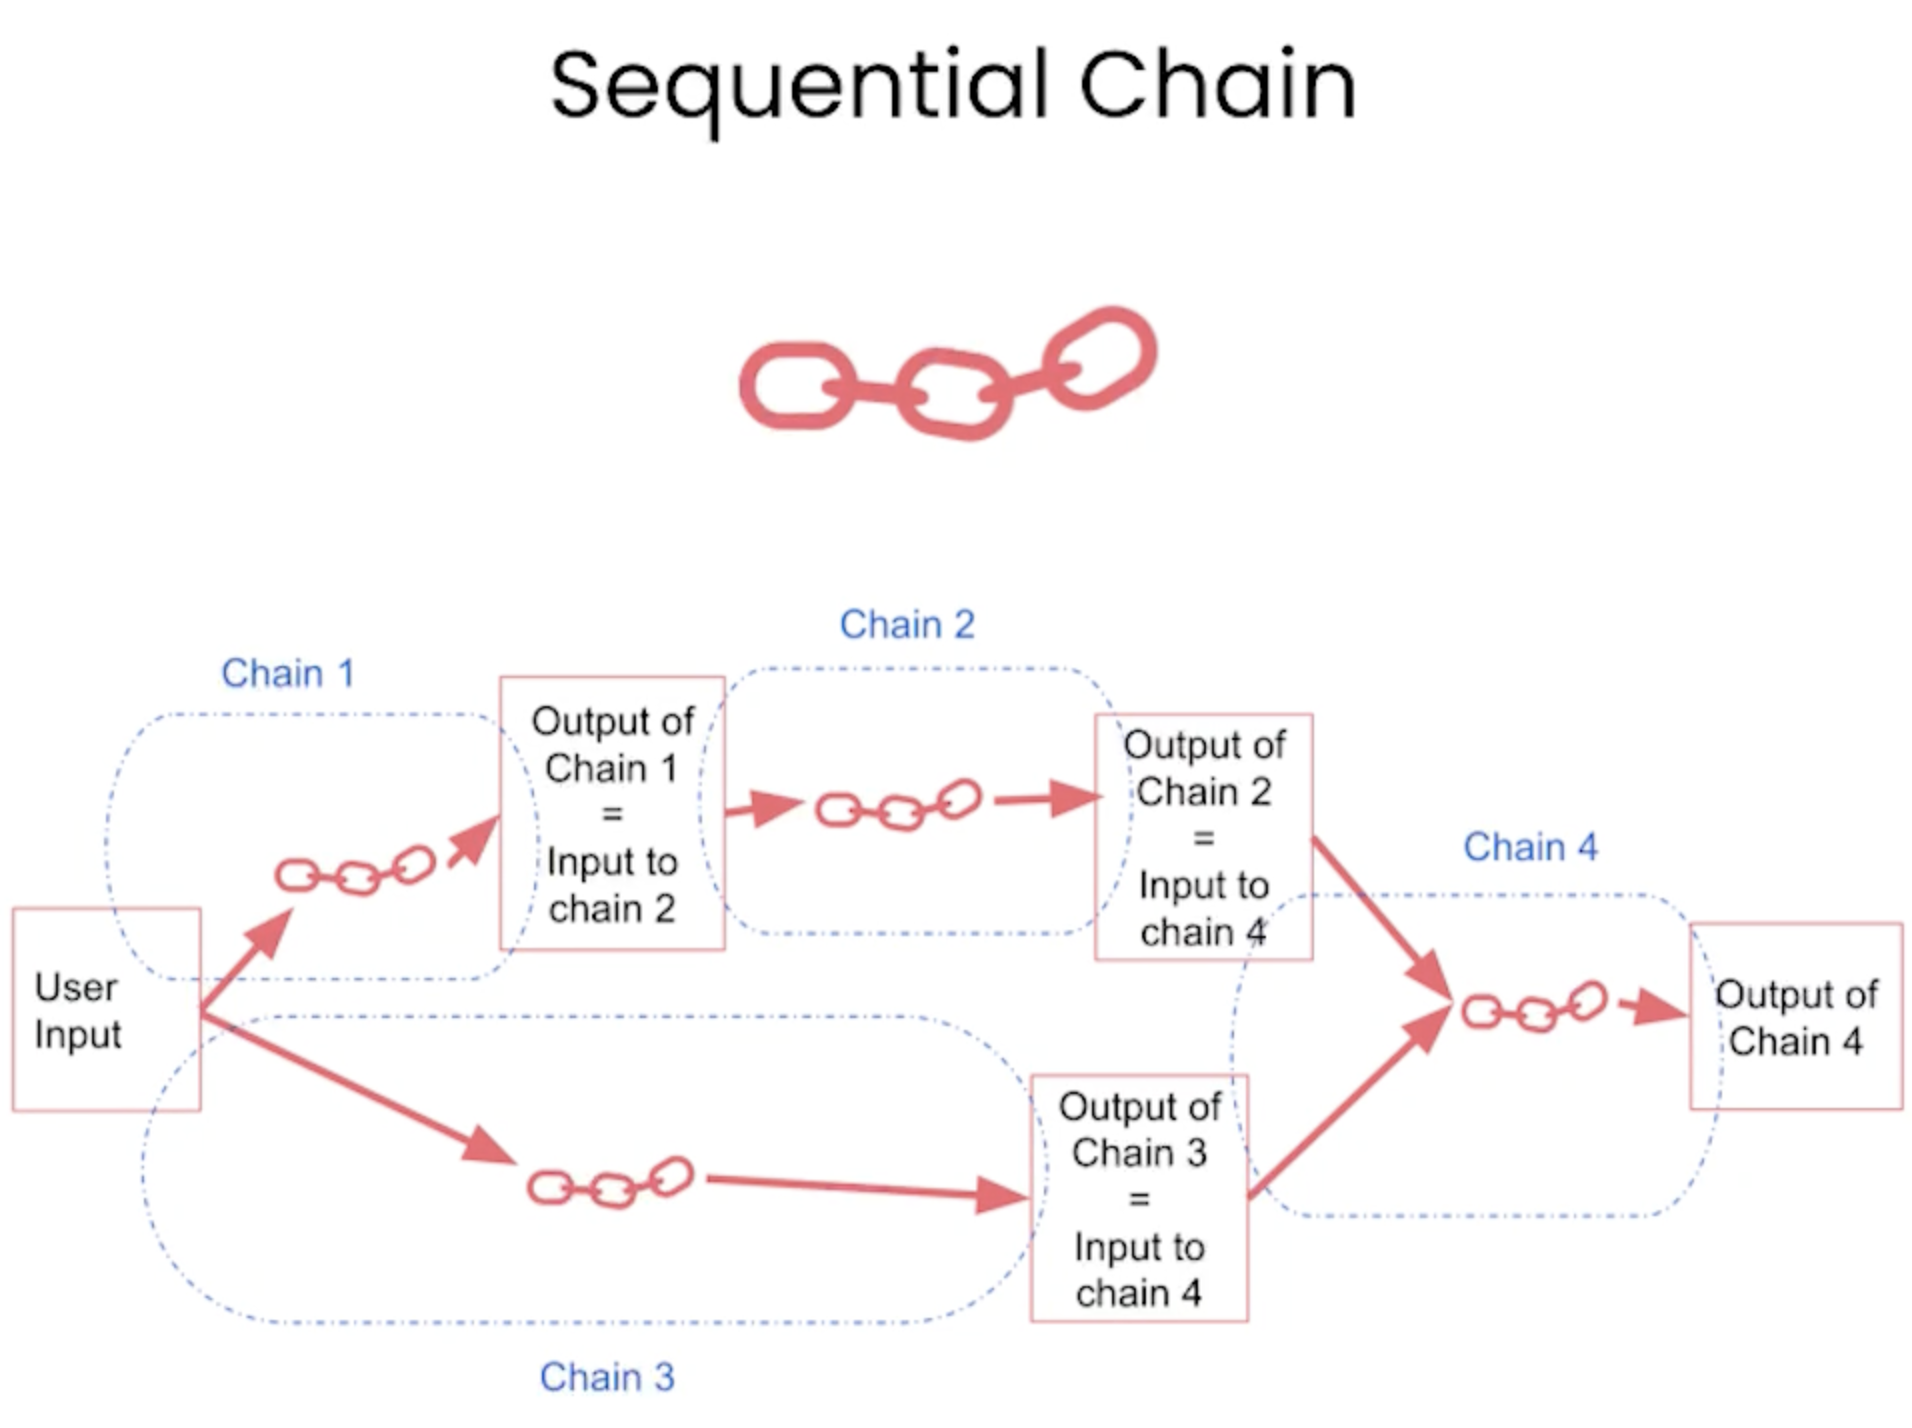 Sequential Chain
Chain 1
Chain 2
User
Input
Output of
Chain 1
=
Input to
chain 2
Output of
Chain 2
=
Input to
chain 4
Chain 3
Output of
Chain 3
=
Input to
chain 4
Chain 4
Output of
Chain 4